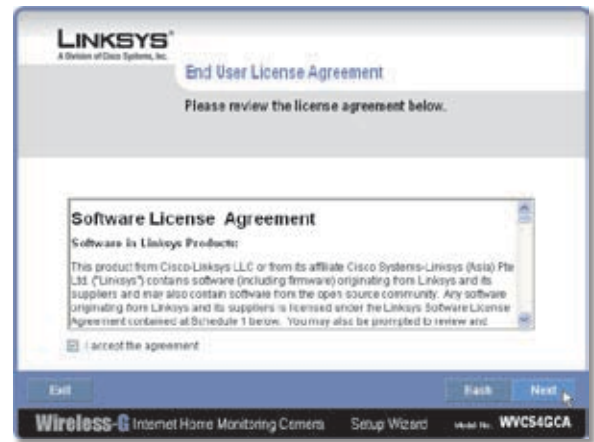 LINKSYS®
A Division of Cisco Systems, Inc.
End User License Agreement
Please review the license agreement below.
Software License Agreement
Software in Linksys Products:
This product from Cisco-Linksys LLC or from its affiliate Cisco Systems-Linksys (Asia) Pte
Ltd. ("Linksys") contains software (including firmware) originating from Linksys and its
suppliers and may also contain software from the open source community. Any software
originating from Linksys and its suppliers is licensed under the Linksys Software License
Agreement contained at Schedule 1 below. You may also be prompted to review and
I accept the agreement
Exit
Back
Next
Wireless-G Internet Home Monitoring Camera
Setup Wizard
Model No. WVC54GCA